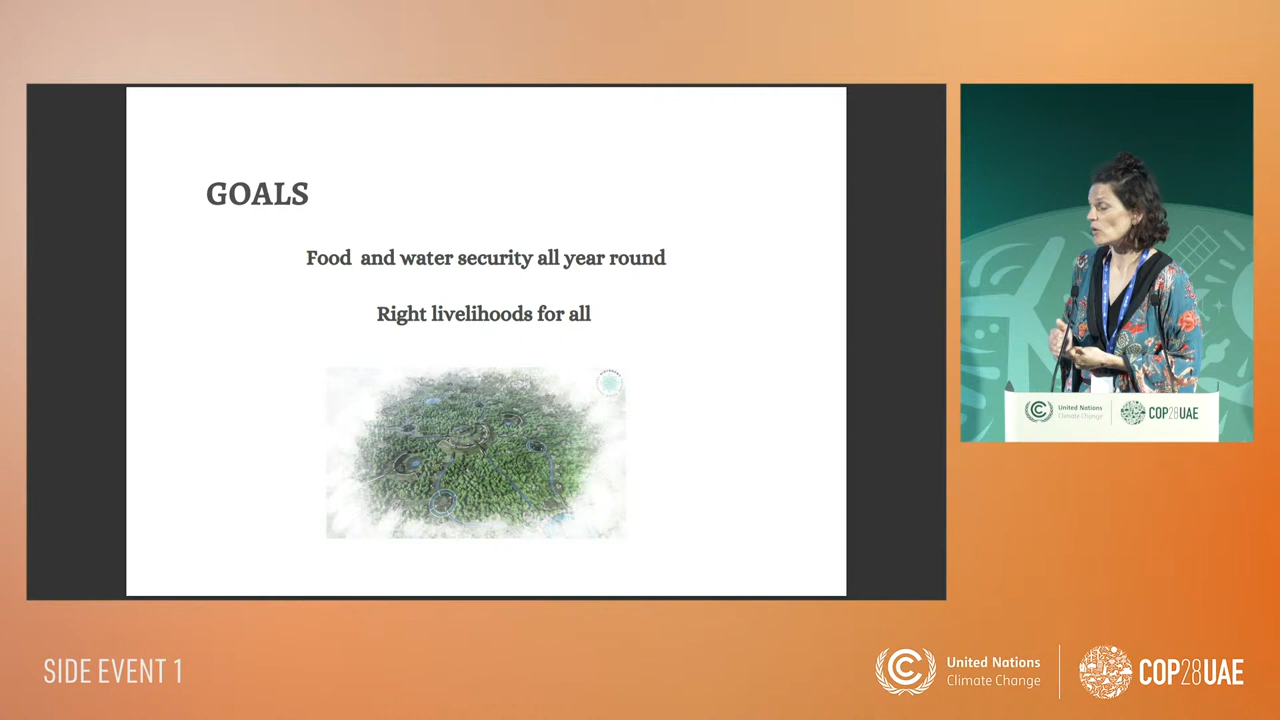 GOALS
Food and water security all year round
Right livelihoods for all
United Nations
Climate Change
COP28UAE
SIDE EVENT 1
United Nations
Climate Change
COP28UAE